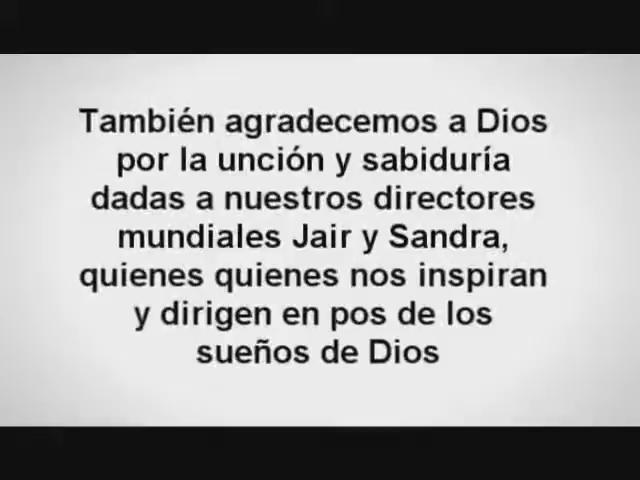 También agradecemos a Dios
por la unción y sabiduría
dadas a nuestros directores
mundiales Jair y Sandra,
quienes quienes nos inspiran
y dirigen en pos de los
sueños de Dios